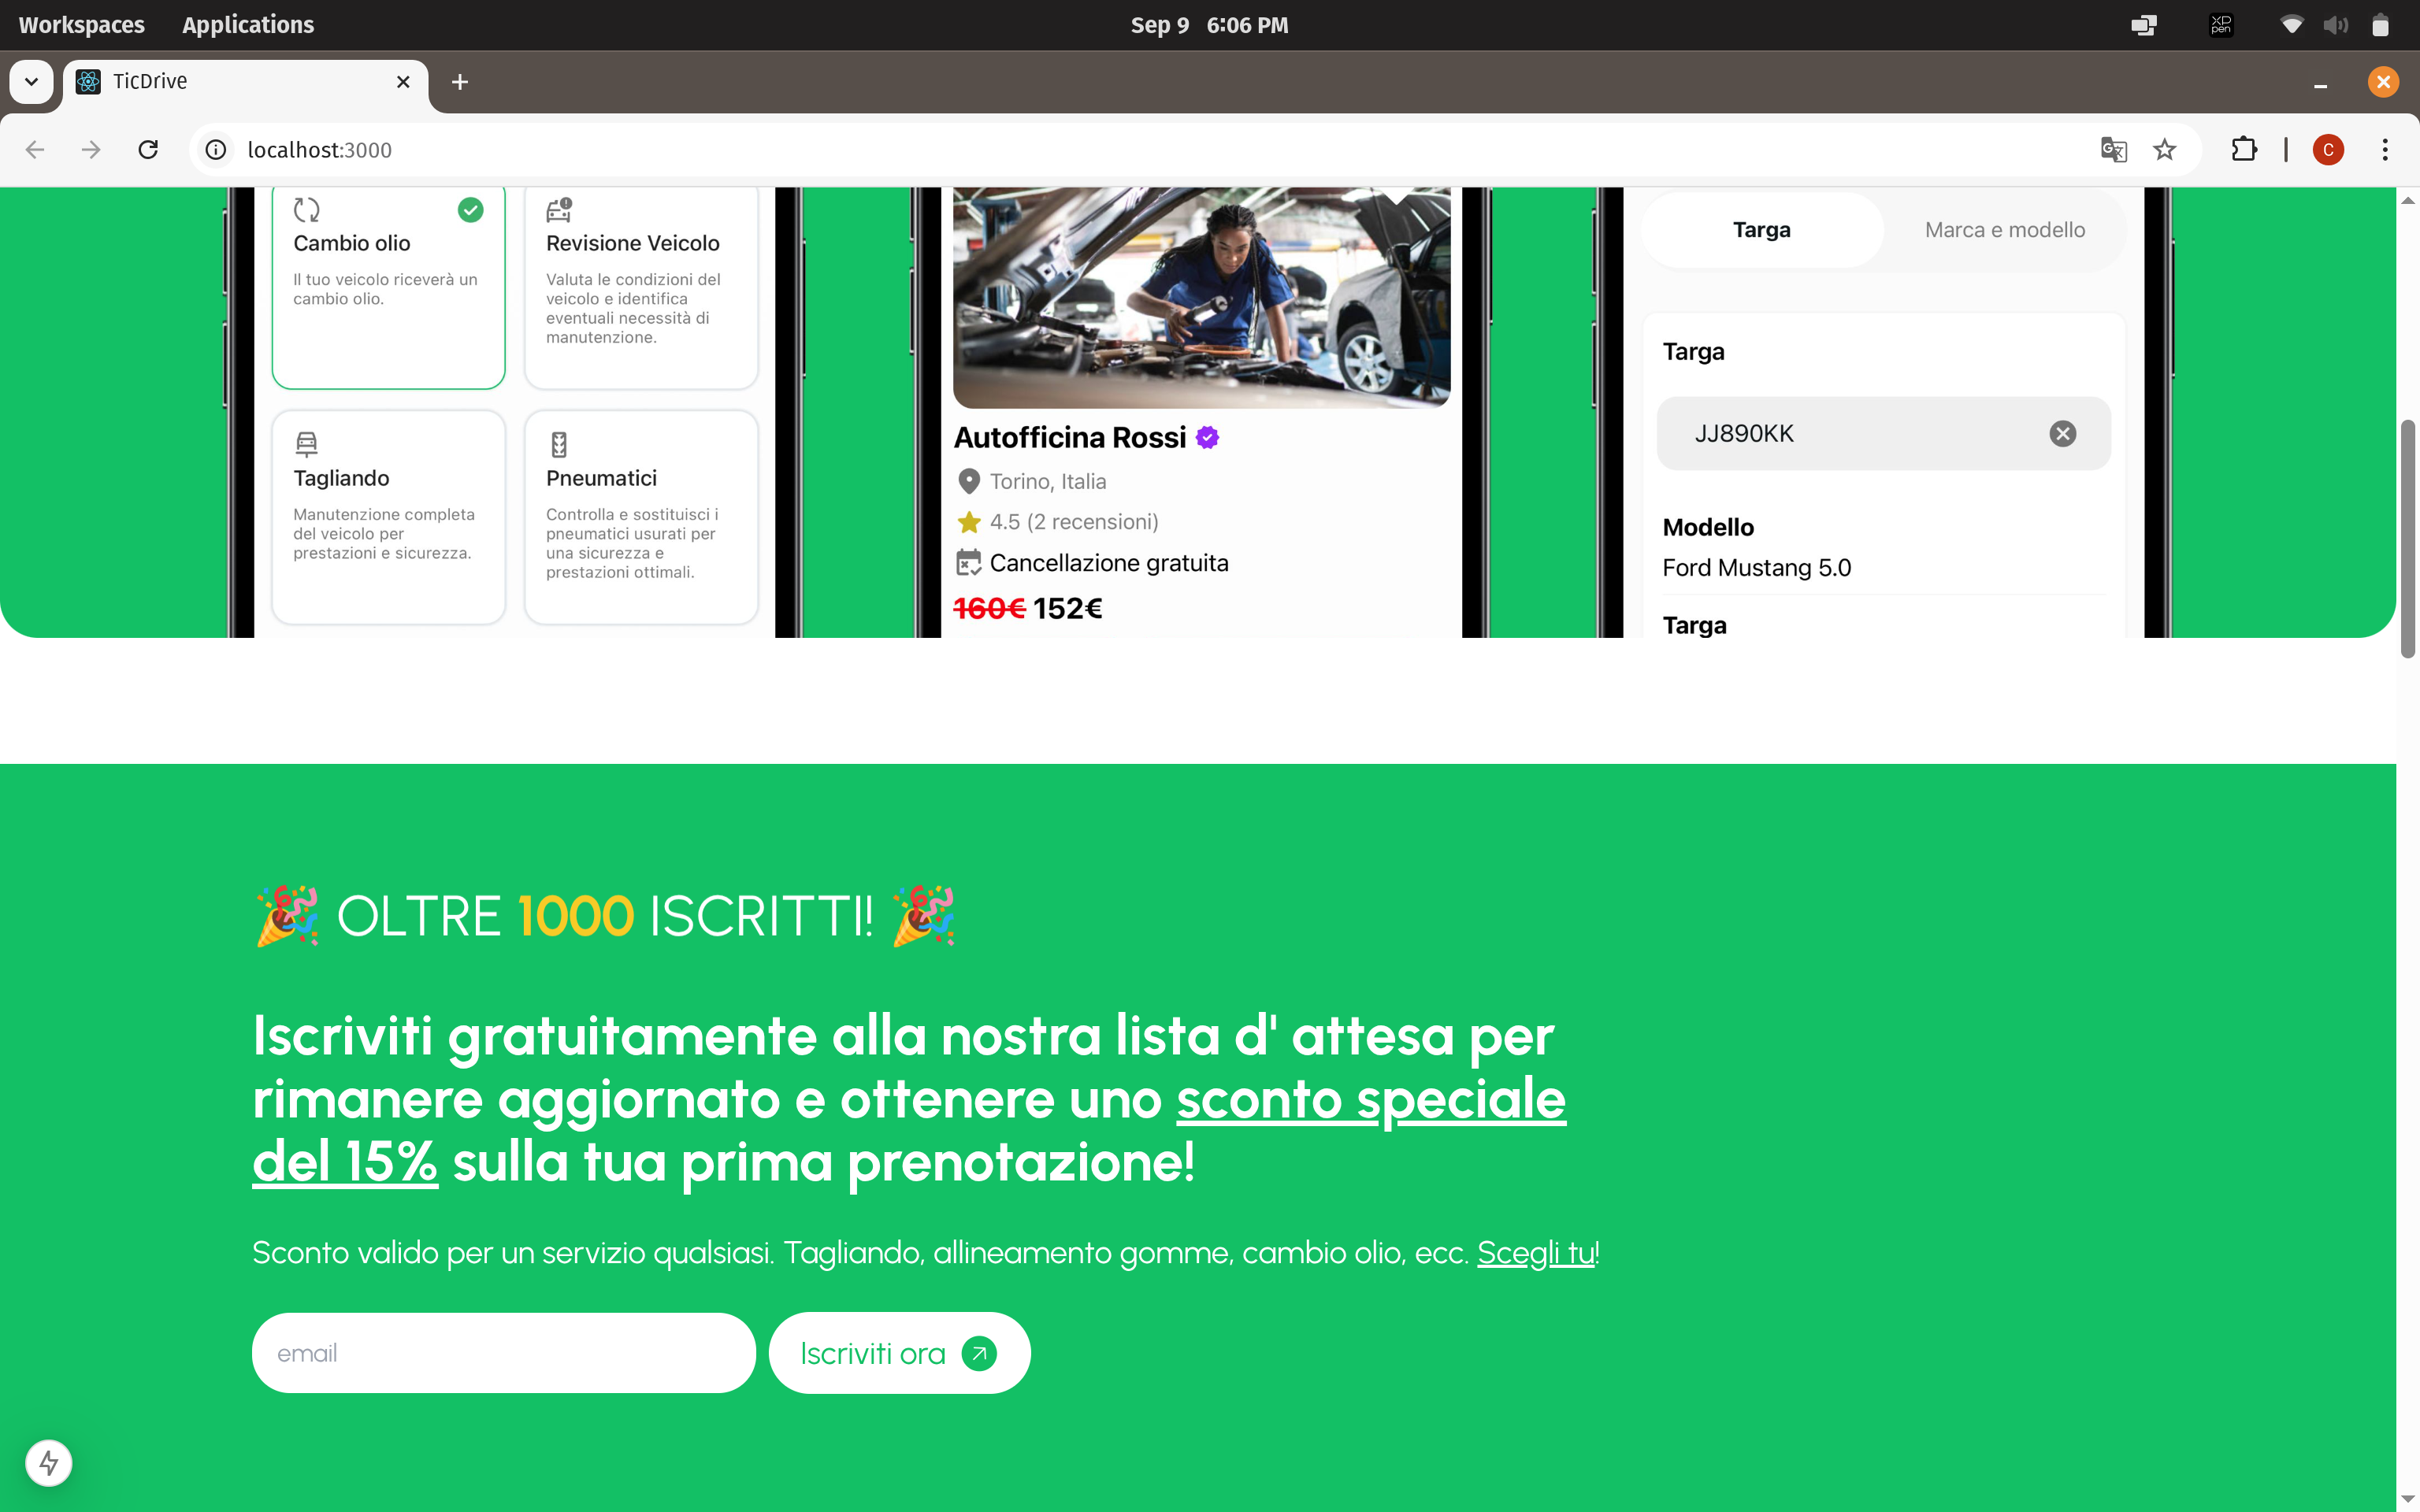 Workspaces Applications Sep 9 6:06 PM XP pen
TicDrive
localhost:3000 C
Cambio olio
Il tuo veicolo riceverà un
cambio olio.
Revisione Veicolo
Valuta le condizioni del
veicolo e identifica
eventuali necessità di
manutenzione.
Tagliando
Manutenzione completa
del veicolo per
prestazioni e sicurezza.
Pneumatici
Controlla e sostituisci i
pneumatici usurati per
una sicurezza e
prestazioni ottimali.
Autofficina Rossi
Torino, Italia
4.5 (2 recensioni)
Cancellazione gratuita
160€ 152€
Targa Marca e modello
Targa
JJ890KK
Modello
Ford Mustang 5.0
Targa
🎉 OLTRE 1000 ISCRITTI! 🎉
Iscriviti gratuitamente alla nostra lista d' attesa per
rimanere aggiornato e ottenere uno sconto speciale
del 15% sulla tua prima prenotazione!
Sconto valido per un servizio qualsiasi. Tagliando, allineamento gomme, cambio olio, ecc. Scegli tu!
email Iscriviti ora